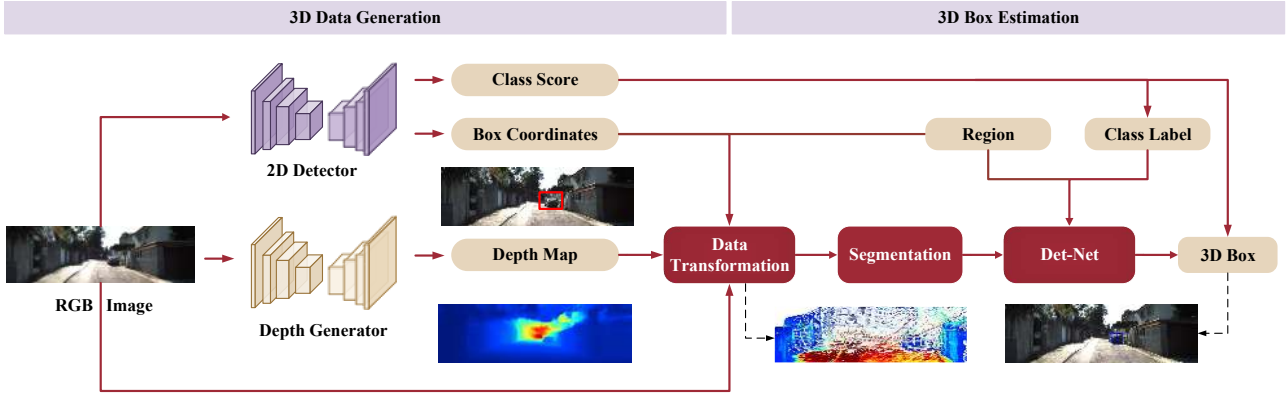 3D Data Generation
3D Box Estimation
Class Score
Box Coordinates
Region
Class Label
2D Detector
Depth Map
Data
Transformation
Segmentation
Det-Net
3D Box
RGB Image
Depth Generator